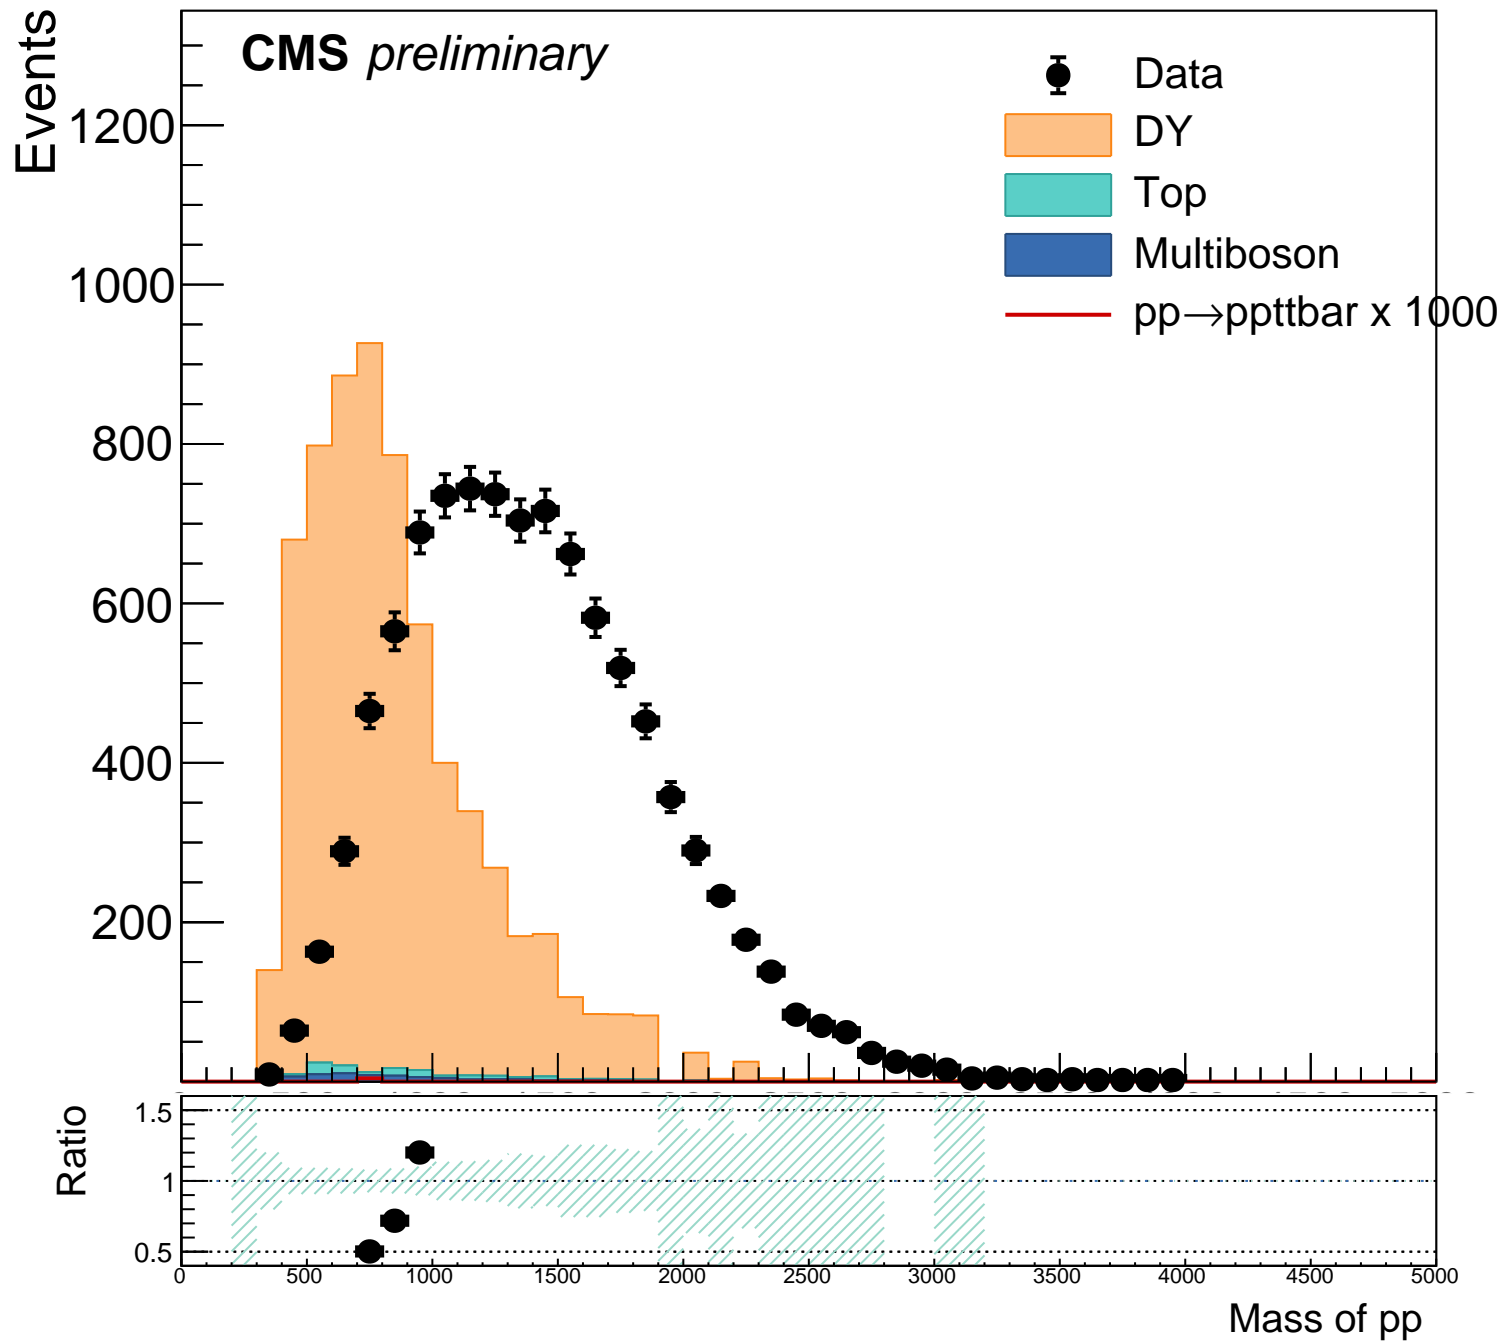 CMS preliminary
Events
1200
1000
800
600
400
200
Data
DY
Top
Multiboson
pp→ppttbar x 1000
Ratio
1.5
1
0.5
0 500 1000 1500 2000 2500 3000 3500 4000 4500 5000
Mass of pp